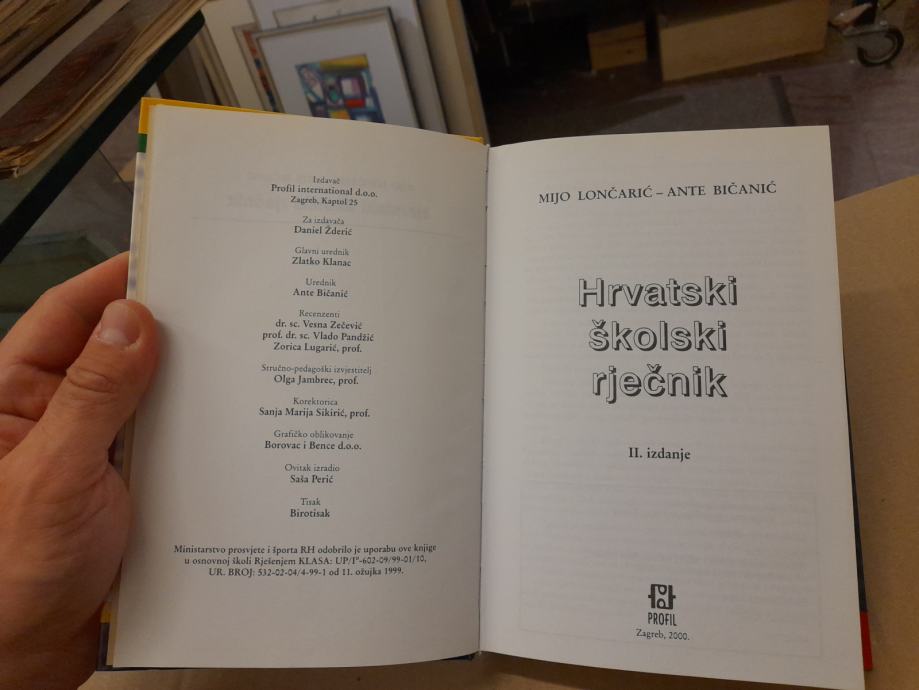 Izdavač
Profil international d.o.o.
Zagreb, Kaptol 25
Za izdavača
Daniel Žderić
Glavni urednik
Zlatko Klanac
Urednik
Ante Bičanić
Recenzenti
dr. sc. Vesna Zečević
prof. dr. sc. Vlado Pandžić
Zorica Lugarić, prof.
Stručno-pedagoški izvjestitelj
Olga Jambrec, prof.
Korektorica
Sanja Marija Sikirić, prof.
Grafičko oblikovanje
Borovac i Bence d.o.o.
Ovitak izradio
Saša Perić
Tisak
Birotisak
Ministarstvo prosvjete i športa RH odobrilo je uporabu ove knjige
u osnovnoj školi Rješenjem KLASA: UP/Iº-602-09/99-01/10,
UR. BROJ: 532-02-04/4-99-1 od 11. ožujka 1999.
MIJO LONČARIĆ – ANTE BIČANIĆ
Hrvatski
školski
rječnik
II. izdanje
PROFIL
Zagreb, 2000.